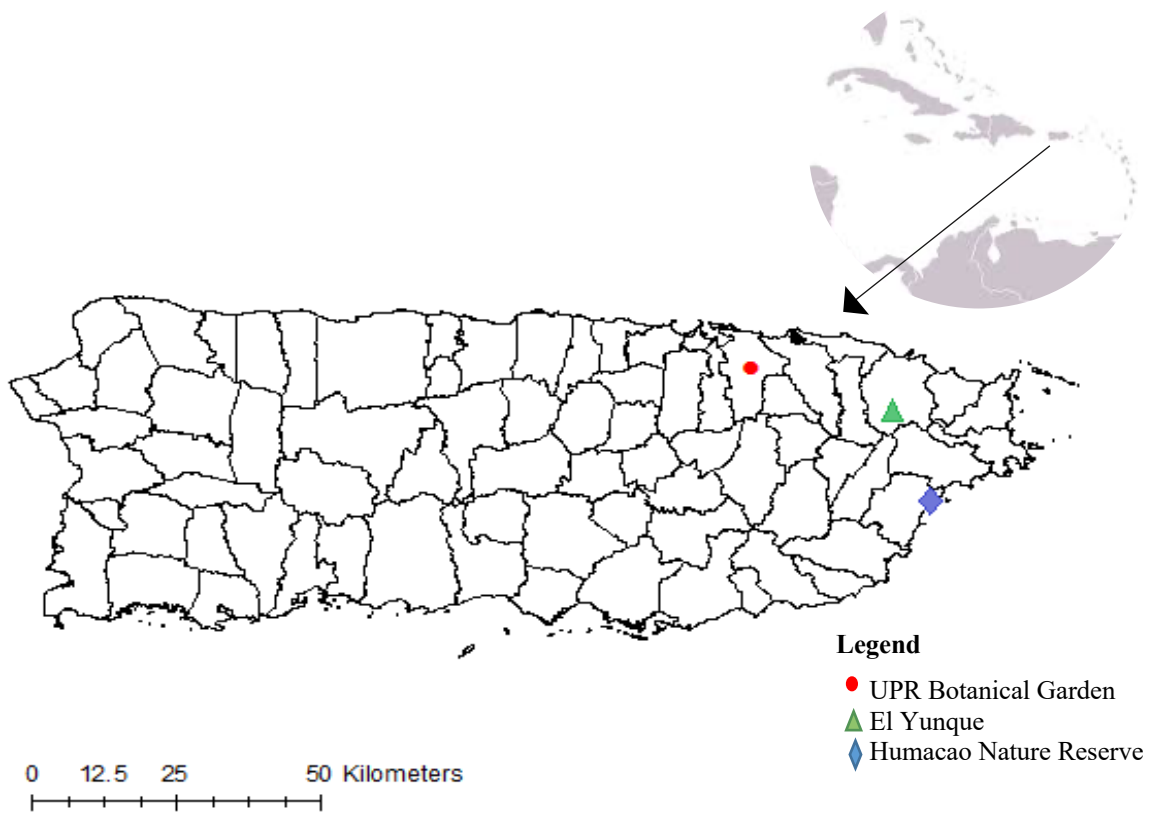 Legend
UPR Botanical Garden
El Yunque
Humacao Nature Reserve
0 12.5 25 50 Kilometers